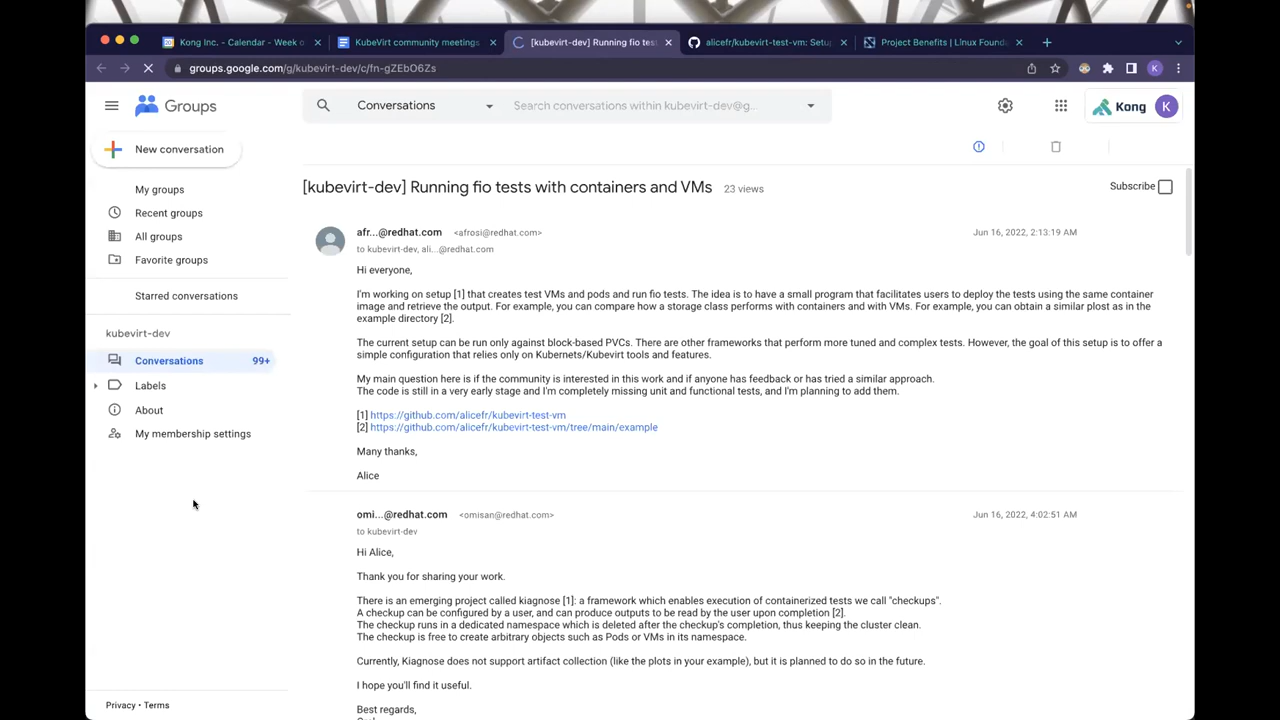 Kong Inc. - Calendar - Week o
KubeVirt community meetings
[kubevirt-dev] Running fio tes
alicefr/kubevirt-test-vm: Setu
Project Benefits | Linux Found
groups.google.com/g/kubevirt-dev/c/fn-gZEbO6Zs
K
Groups
Conversations
Search conversations within kubevirt-dev@g...
Kong
K
New conversation
My groups
Recent groups
All groups
Favorite groups
Starred conversations
kubevirt-dev
Conversations
99+
Labels
About
My membership settings
Privacy • Terms
[kubevirt-dev] Running fio tests with containers and VMs
23 views
Subscribe
afr...@redhat.com <afrosi@redhat.com>
Jun 16, 2022, 2:13:19 AM
to kubevirt-dev, ali...@redhat.com
Hi everyone,
I'm working on setup [1] that creates test VMs and pods and run fio tests. The idea is to have a small program that facilitates users to deploy the tests using the same container
image and retrieve the output. For example, you can compare how a storage class performs with containers and with VMs. For example, you can obtain a similar plost as in the
example directory [2].
The current setup can be run only against block-based PVCs. There are other frameworks that perform more tuned and complex tests. However, the goal of this setup is to offer a
simple configuration that relies only on Kubernets/Kubevirt tools and features.
My main question here is if the community is interested in this work and if anyone has feedback or has tried a similar approach.
The code is still in a very early stage and I'm completely missing unit and functional tests, and I'm planning to add them.
[1] https://github.com/alicefr/kubevirt-test-vm
[2] https://github.com/alicefr/kubevirt-test-vm/tree/main/example
Many thanks,
Alice
omi...@redhat.com <omisan@redhat.com>
Jun 16, 2022, 4:02:51 AM
to kubevirt-dev
Hi Alice,
Thank you for sharing your work.
There is an emerging project called kiagnose [1]: a framework which enables execution of containerized tests we call "checkups".
A checkup can be configured by a user, and can produce outputs to be read by the user upon completion [2].
The checkup runs in a dedicated namespace which is deleted after the checkup's completion, thus keeping the cluster clean.
The checkup is free to create arbitrary objects such as Pods or VMs in its namespace.
Currently, Kiagnose does not support artifact collection (like the plots in your example), but it is planned to do so in the future.
I hope you'll find it useful.
Best regards,